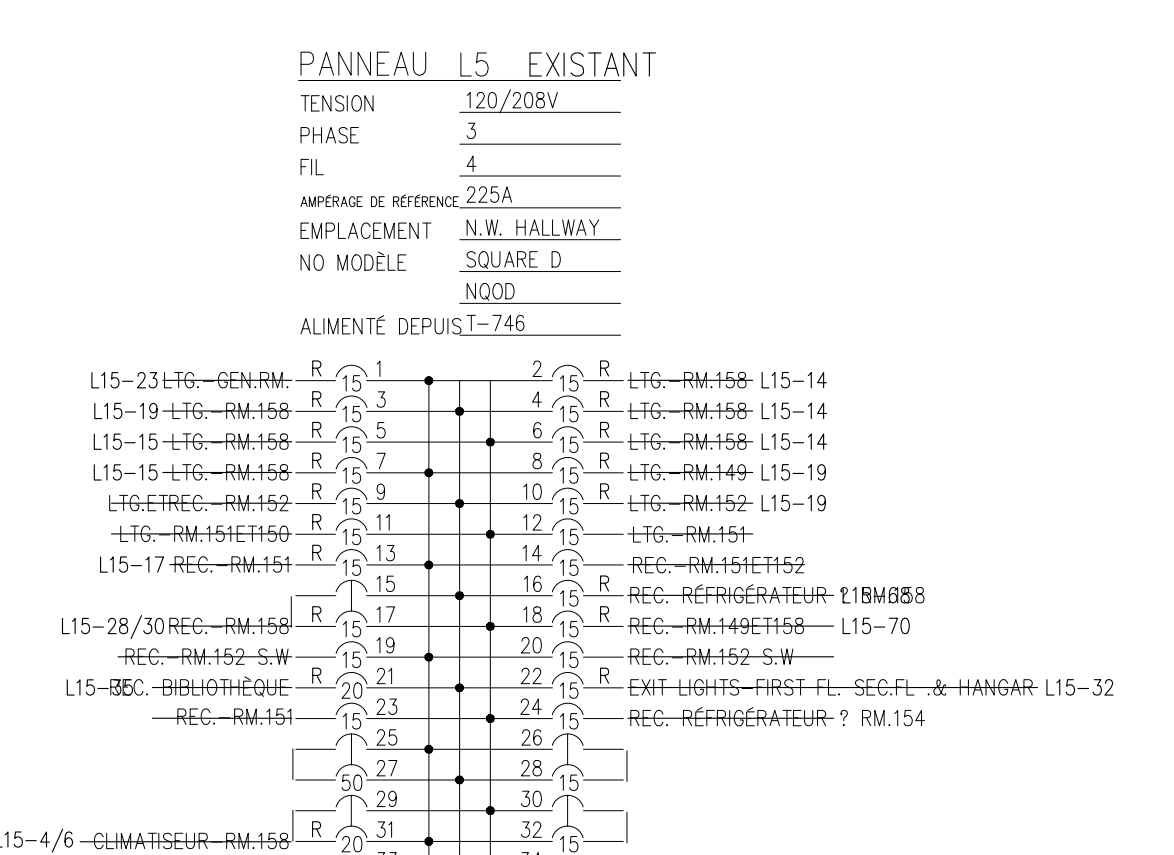 PANNEAU L5 EXISTANT
TENSION 120/208V
PHASE 3
FIL 4
AMPÉRAGE DE RÉFÉRENCE 225A
EMPLACEMENT N.W. HALLWAY
NO MODÈLE SQUARE D
NQOD
ALIMENTÉ DEPUIS T-746
L15-23 LTG.-GEN.RM. R 15 1 2 15 R LTG.-RM.158 L15-14
L15-19 LTG.-RM.158 R 15 3 4 15 R LTG.-RM.158 L15-14
L15-15 LTG.-RM.158 R 15 5 6 15 R LTG.-RM.158 L15-14
L15-15 LTG.-RM.158 R 15 7 8 15 R LTG.-RM.149 L15-19
LTG.ETREC.-RM.152 R 15 9 10 15 R LTG.-RM.152 L15-19
LTG.-RM.151ET150 R 15 11 12 15 LTG.-RM.151
L15-17 REC.-RM.151 R 15 13 14 15 REC.-RM.151ET152
15 16 15 R REC. RÉFRIGÉRATEUR ? RM.158 L15-68
L15-28/30 REC.-RM.158 R 15 17 18 15 R REC.-RM.149ET158 L15-70
REC.-RM.152 S.W 15 19 20 15 REC.-RM.152 S.W
L15-35 REC. BIBLIOTHÈQUE R 20 21 22 15 R EXIT LIGHTS-FIRST FL. SEC.FL .& HANGAR L15-32
REC.-RM.151 15 23 24 15 REC. RÉFRIGÉRATEUR ? RM.154
25 26
50 27 28 15
29 30
L15-4/6 CLIMATISEUR-RM.158 R 20 31 32 15
33 34